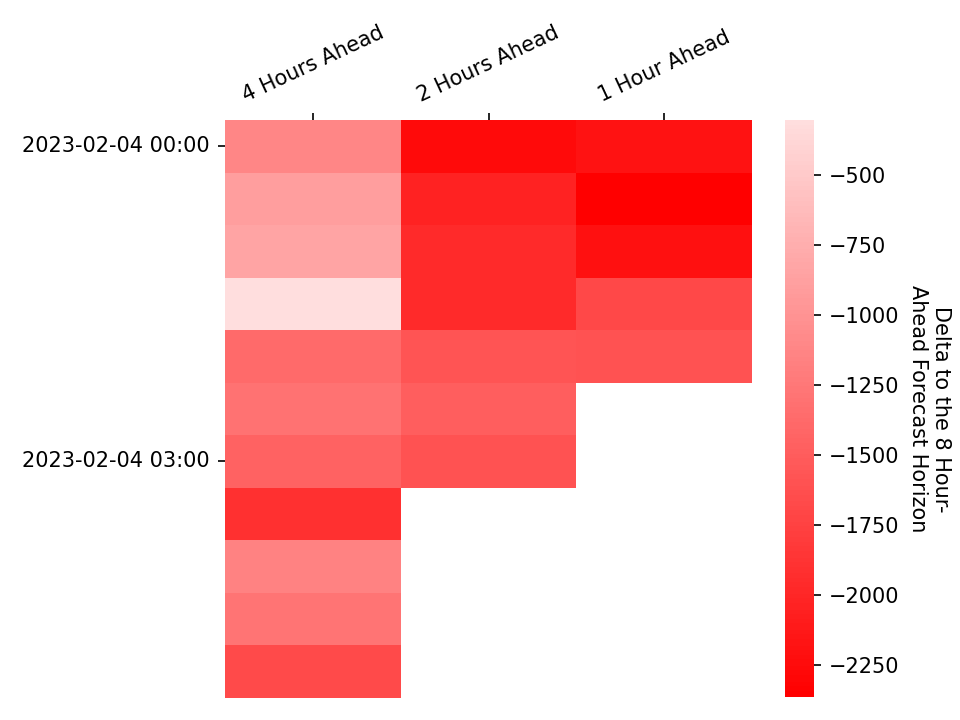 4 Hours Ahead
2 Hours Ahead
1 Hour Ahead
2023-02-04 00:00
2023-02-04 03:00
−500
−750
−1000
−1250
−1500
−1750
−2000
−2250
Delta to the 8 Hour-
Ahead Forecast Horizon